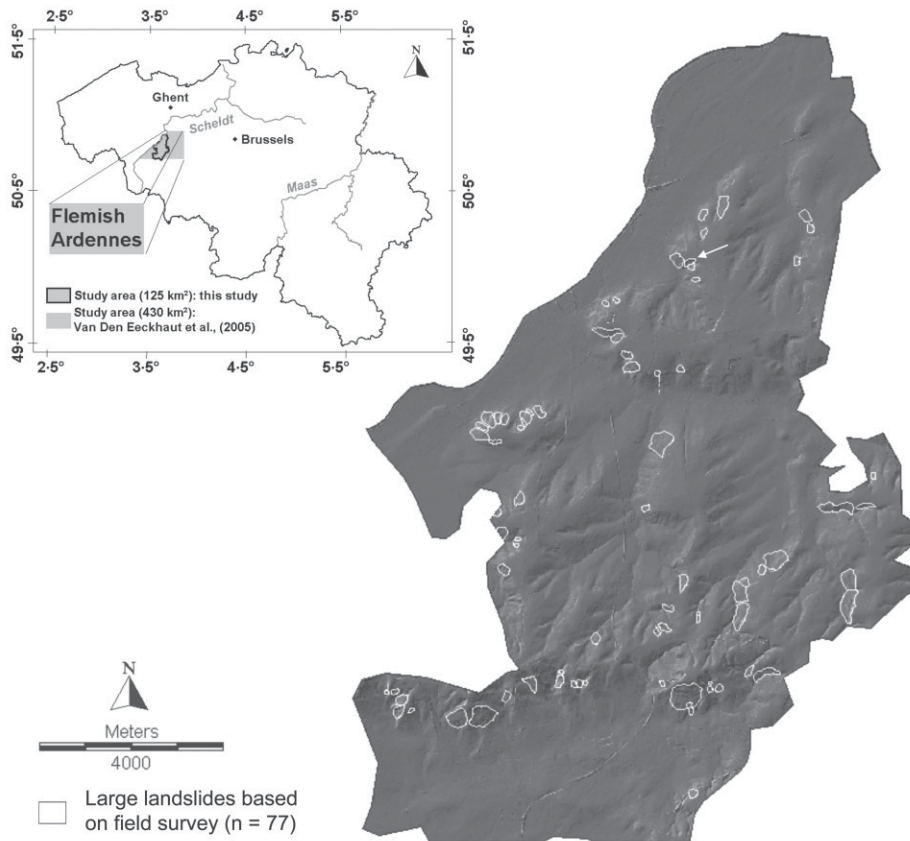 2·5° 3·5° 4·5° 5·5°
51·5° 51·5°
N
Ghent
Scheldt
Brussels
50·5° 50·5°
Maas
Flemish
Ardennes
Study area (125 km²): this study
Study area (430 km²):
Van Den Eeckhaut et al., (2005)
49·5° 49·5°
2·5° 3·5° 4·5° 5·5°
N
Meters
4000
Large landslides based
on field survey (n = 77)